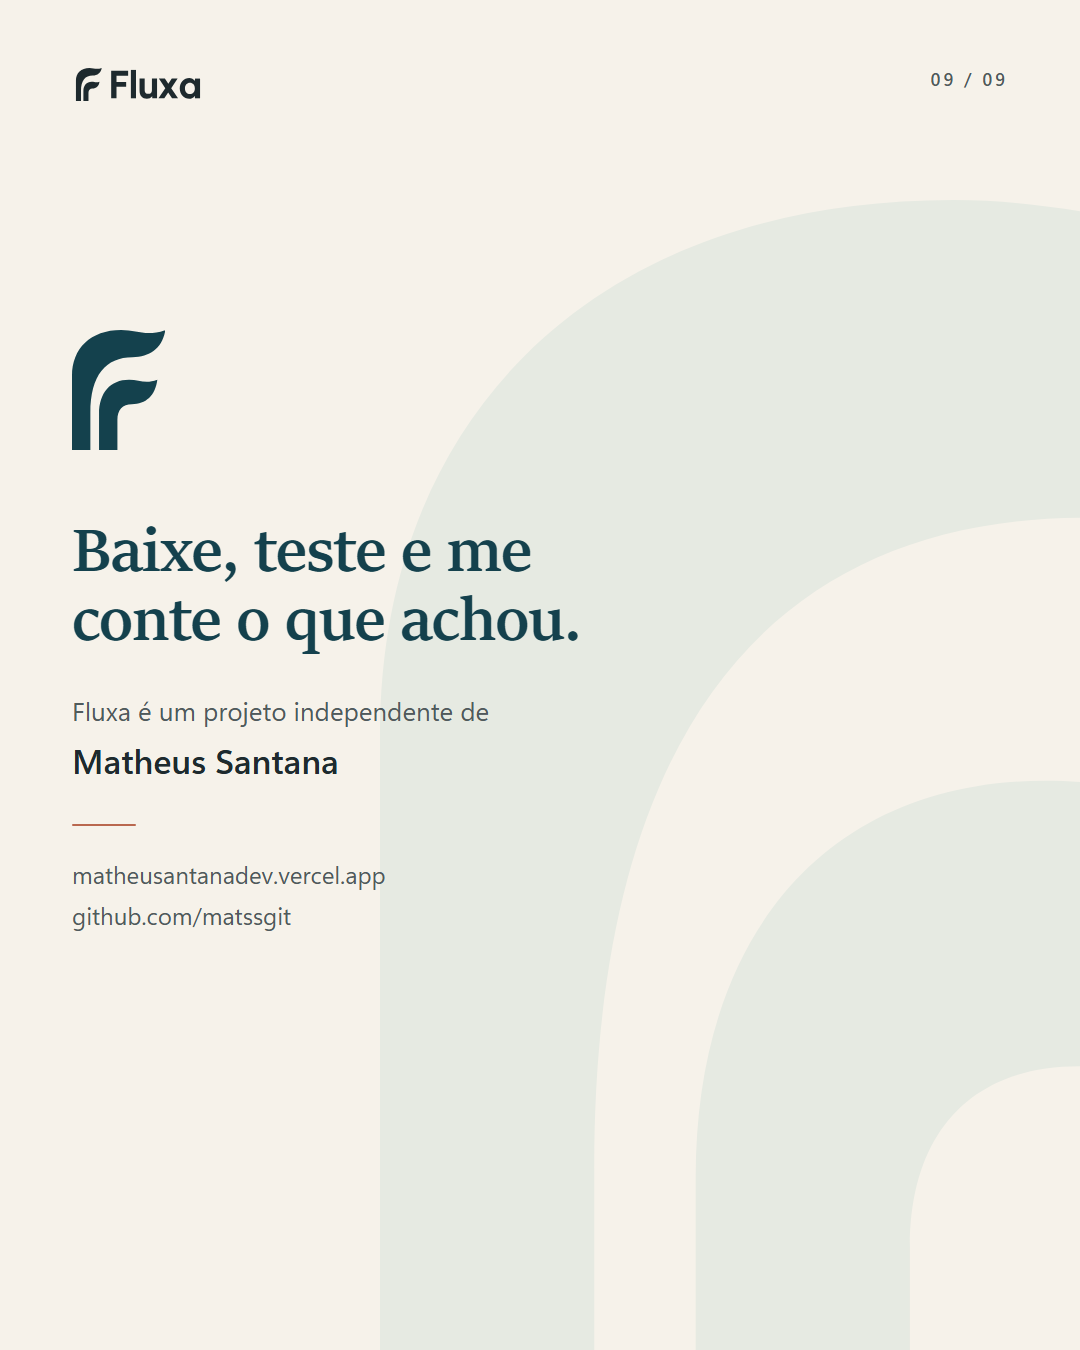 Fluxa
09 / 09
Baixe, teste e me
conte o que achou.
Fluxa é um projeto independente de
Matheus Santana
matheusantanadev.vercel.app
github.com/matssgit